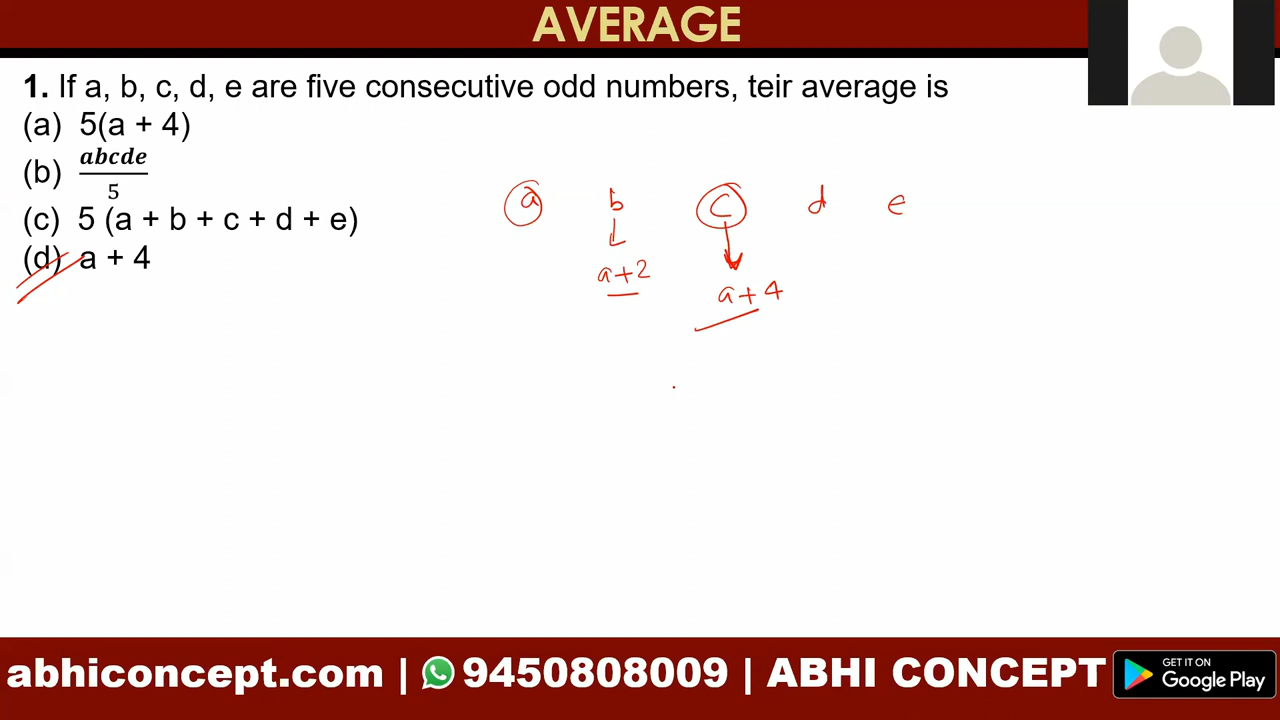 AVERAGE
1. If a, b, c, d, e are five consecutive odd numbers, teir average is
(a) 5(a + 4)
(b) abcde/5
(c) 5 (a + b + c + d + e)
(d) a + 4
a b c d e
a+2
a+4
abhiconcept.com | 9450808009 | ABHI CONCEPT
GET IT ON
Google Play